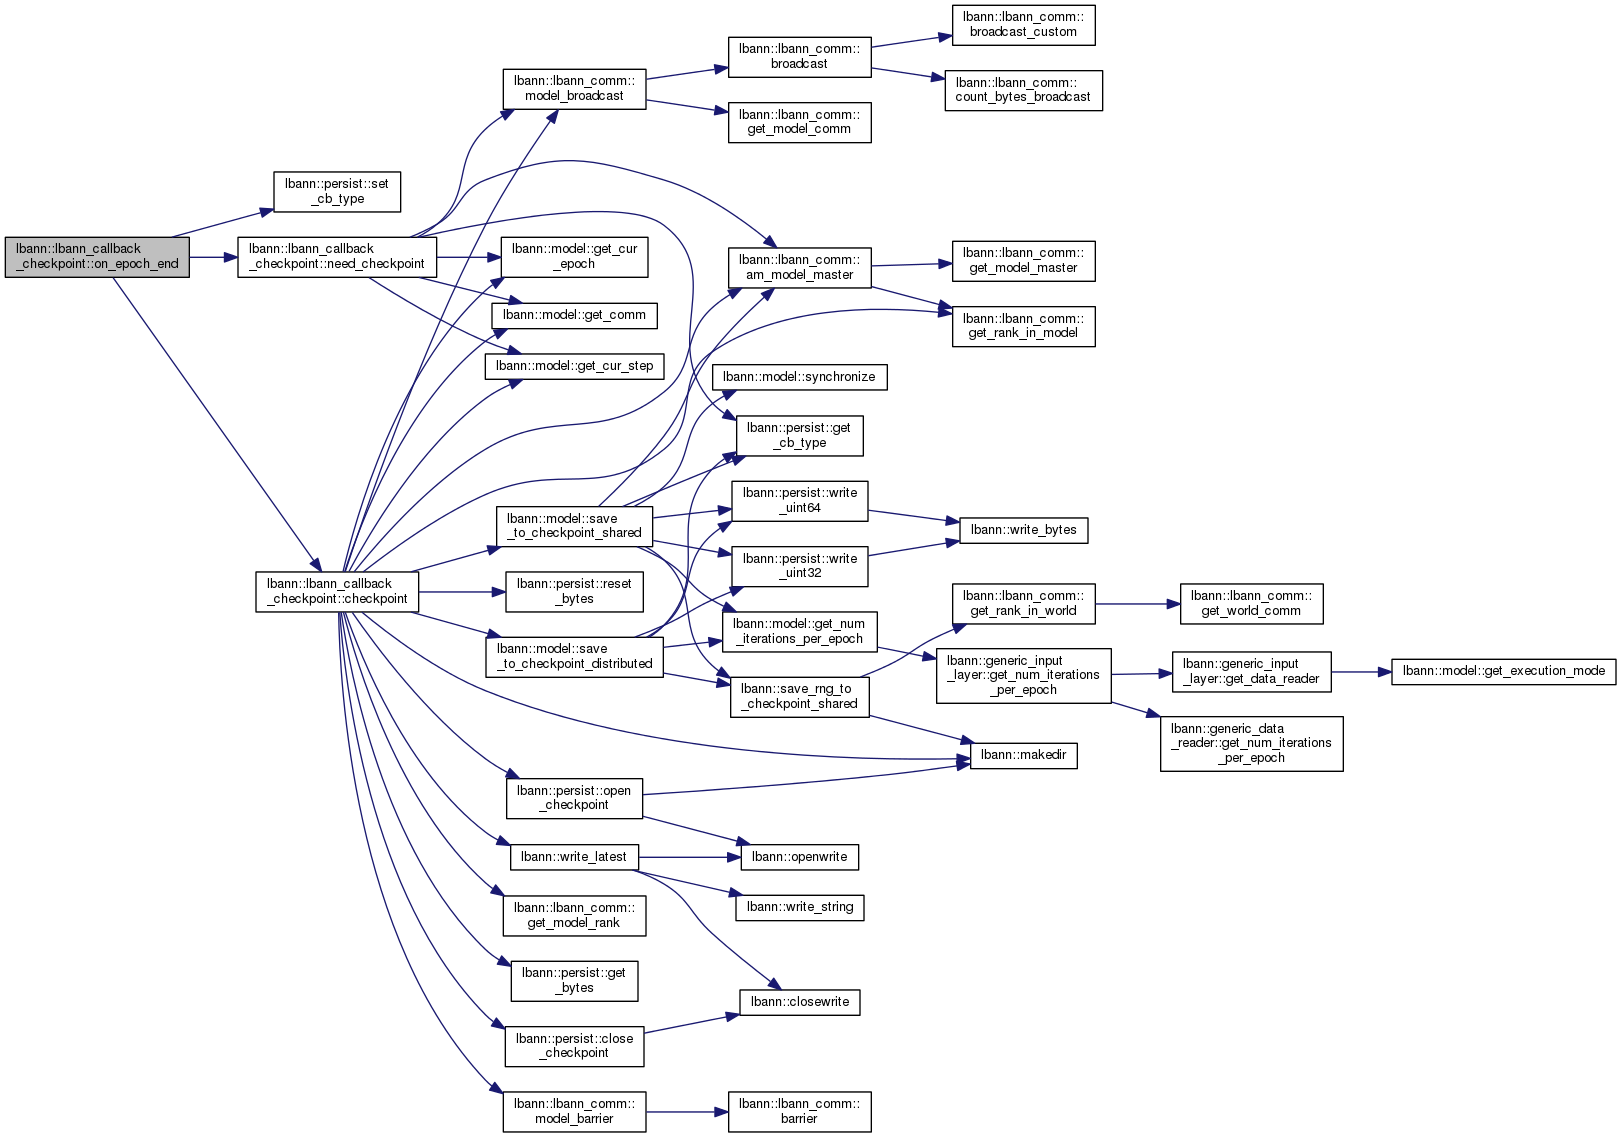 lbann::lbann_callback
_checkpoint::on_epoch_end
lbann::persist::set
_cb_type
lbann::lbann_callback
_checkpoint::need_checkpoint
lbann::lbann_callback
_checkpoint::checkpoint
lbann::lbann_comm::
model_broadcast
lbann::model::get_cur
_epoch
lbann::model::get_comm
lbann::model::get_cur_step
lbann::model::save
_to_checkpoint_shared
lbann::persist::reset
_bytes
lbann::model::save
_to_checkpoint_distributed
lbann::persist::open
_checkpoint
lbann::write_latest
lbann::lbann_comm::
get_model_rank
lbann::persist::get
_bytes
lbann::persist::close
_checkpoint
lbann::lbann_comm::
model_barrier
lbann::lbann_comm::
broadcast
lbann::lbann_comm::
get_model_comm
lbann::lbann_comm::
am_model_master
lbann::model::synchronize
lbann::persist::get
_cb_type
lbann::persist::write
_uint64
lbann::persist::write
_uint32
lbann::model::get_num
_iterations_per_epoch
lbann::save_rng_to
_checkpoint_shared
lbann::openwrite
lbann::write_string
lbann::closewrite
lbann::lbann_comm::
barrier
lbann::lbann_comm::
broadcast_custom
lbann::lbann_comm::
count_bytes_broadcast
lbann::lbann_comm::
get_model_master
lbann::lbann_comm::
get_rank_in_model
lbann::write_bytes
lbann::lbann_comm::
get_rank_in_world
lbann::generic_input
_layer::get_num_iterations
_per_epoch
lbann::makedir
lbann::lbann_comm::
get_world_comm
lbann::generic_input
_layer::get_data_reader
lbann::generic_data
_reader::get_num_iterations
_per_epoch
lbann::model::get_execution_mode